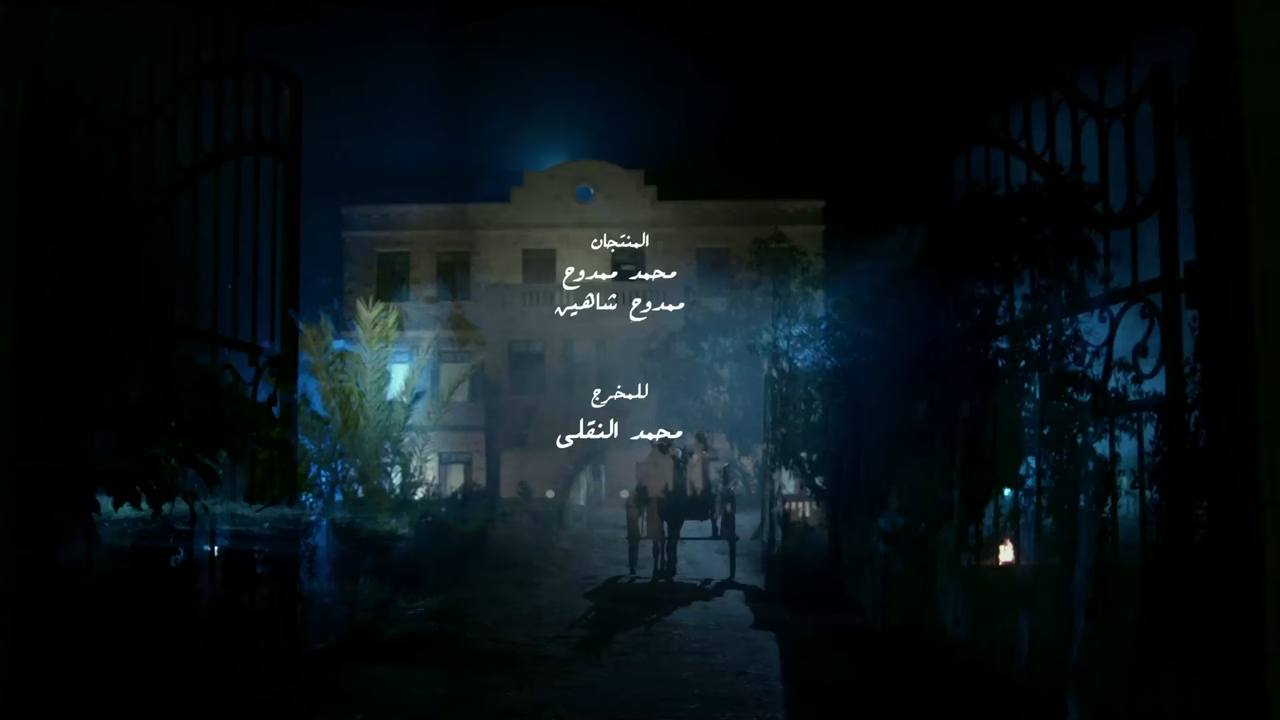 المنتجان
محمد ممدوح
ممدوح شاهين
للمخرج
محمد النقلى